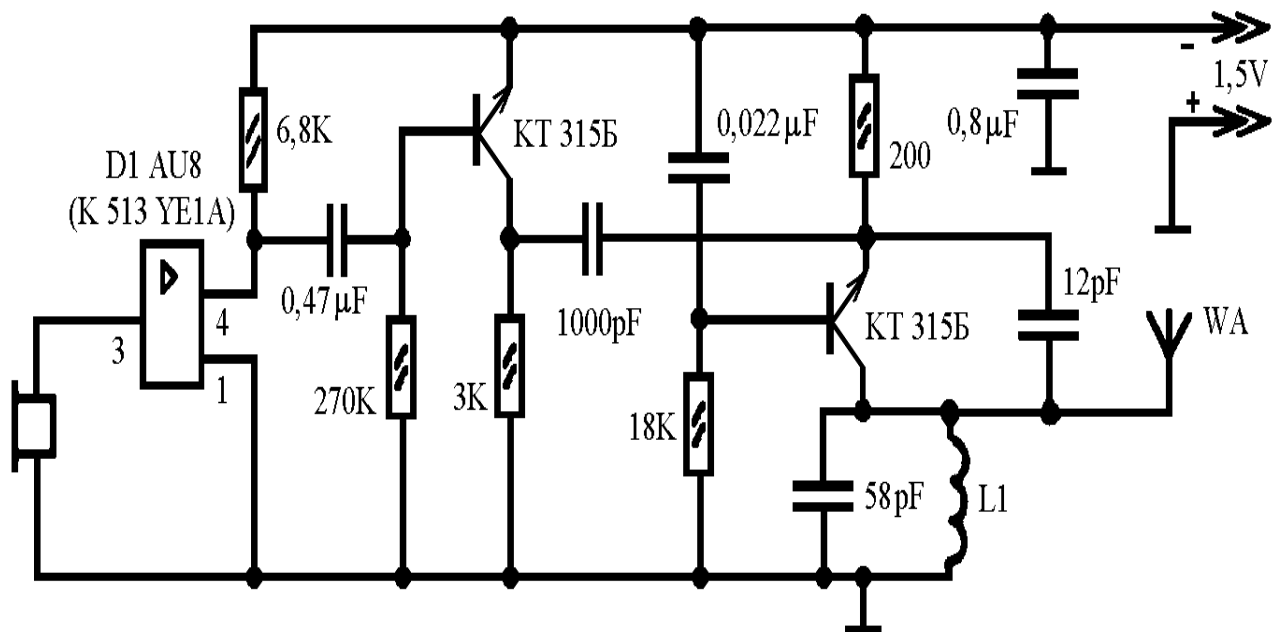 -
1,5V
+
6,8K
KT 315Б
0,022µF
200
0,8µF
D1 AU8
(K 513 YE1A)
0,47µF
1000pF
12pF
KT 315Б
WA
3
4
1
270K
3K
18K
58pF
L1